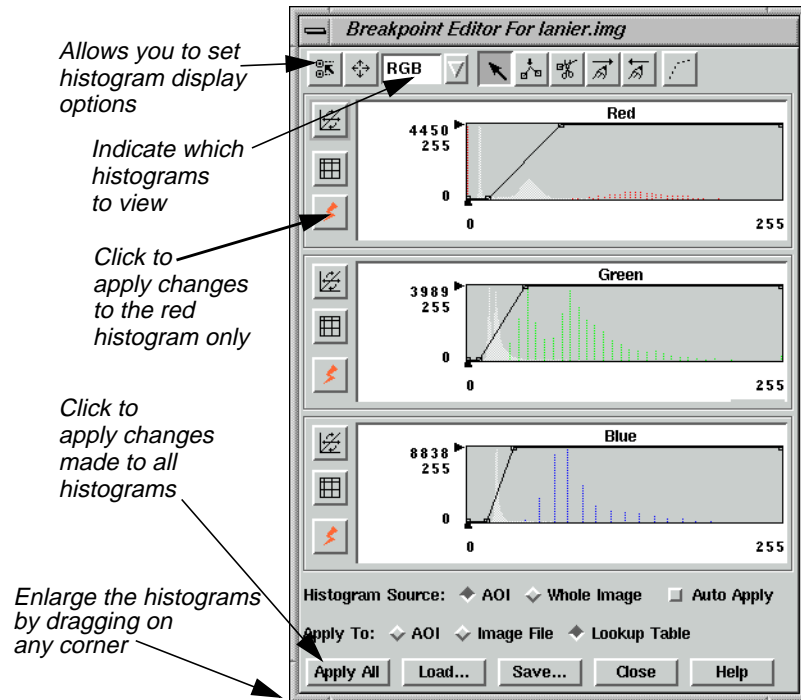 Breakpoint Editor For lanier.img
Allows you to set
histogram display
options
RGB
Indicate which
histograms
to view
Click to
apply changes
to the red
histogram only
Click to
apply changes
made to all
histograms
Enlarge the histograms
by dragging on
any corner
Red
4450
255
0
0 255
Green
3989
255
0
0 255
Blue
8838
255
0
0 255
Histogram Source: AOI Whole Image Auto Apply
Apply To: AOI Image File Lookup Table
Apply All Load... Save... Close Help